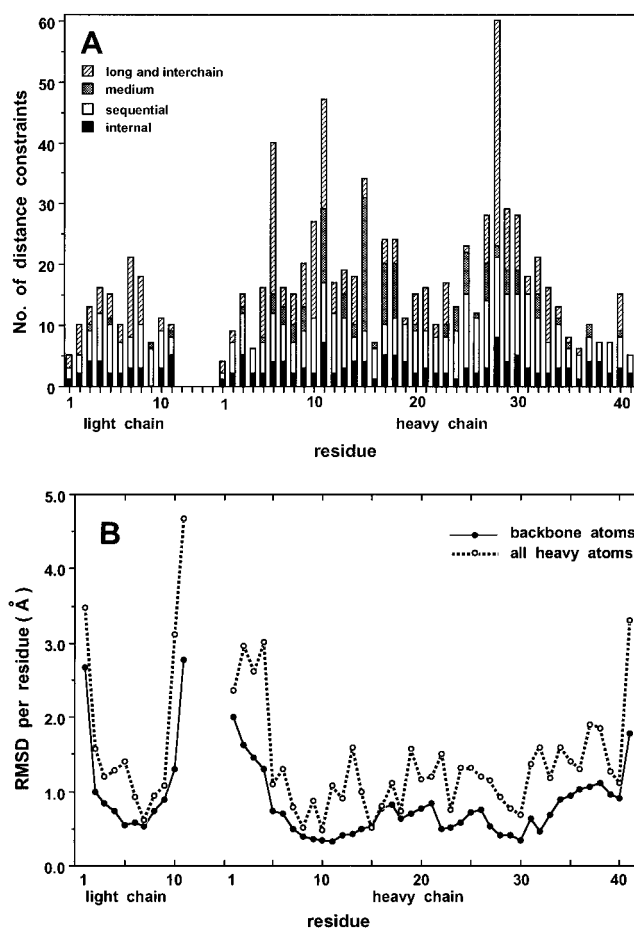 60
A
50
long and interchain
medium
sequential
internal
40
30
20
10
0
No. of distance constraints
1 10 1 10 20 30 40
light chain heavy chain
residue
5.0
B
backbone atoms
all heavy atoms
4.0
3.0
2.0
1.0
0.0
RMSD per residue (Å)
1 10 1 10 20 30 40
light chain heavy chain
residue